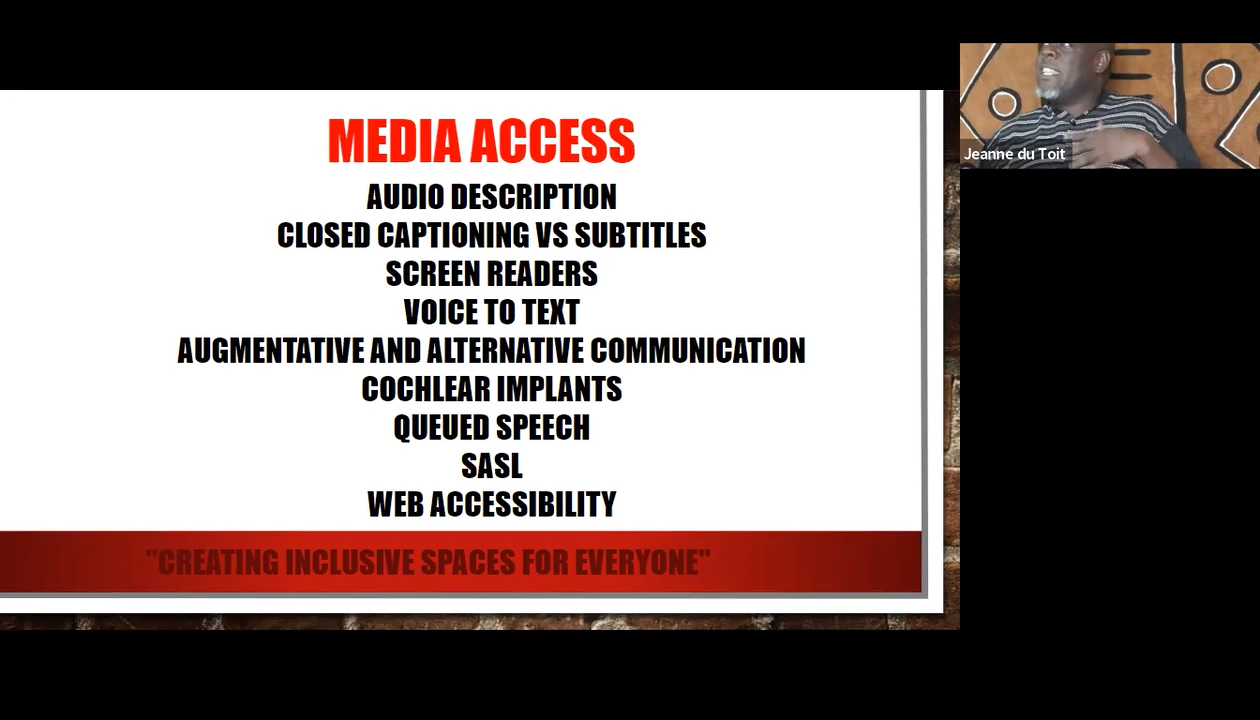 MEDIA ACCESS
AUDIO DESCRIPTION
CLOSED CAPTIONING VS SUBTITLES
SCREEN READERS
VOICE TO TEXT
AUGMENTATIVE AND ALTERNATIVE COMMUNICATION
COCHLEAR IMPLANTS
QUEUED SPEECH
SASL
WEB ACCESSIBILITY
"CREATING INCLUSIVE SPACES FOR EVERYONE"
Jeanne du Toit